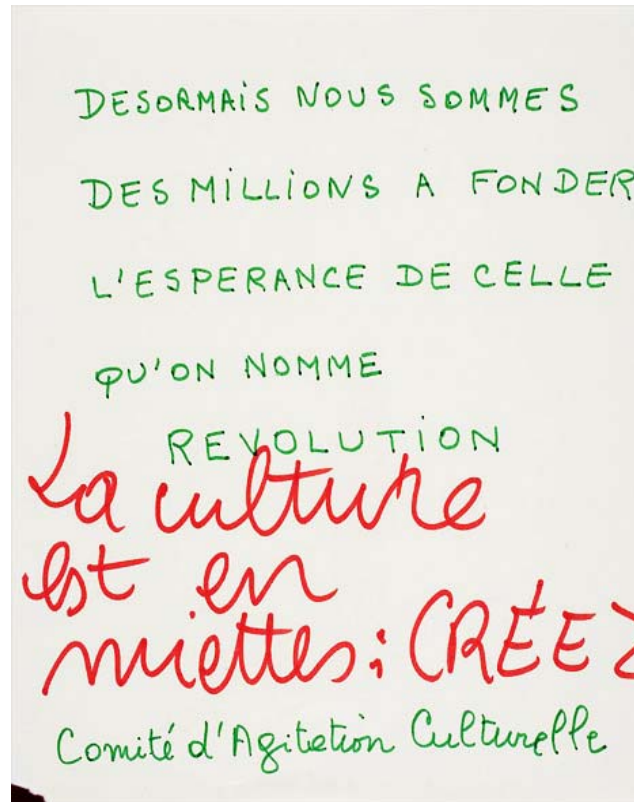 DESORMAIS NOUS SOMMES
DES MILLIONS A FONDER
L'ESPERANCE DE CELLE
QU'ON NOMME
REVOLUTION
La culture
est en
miettes : CRÉEZ
Comité d'Agitation Culturelle